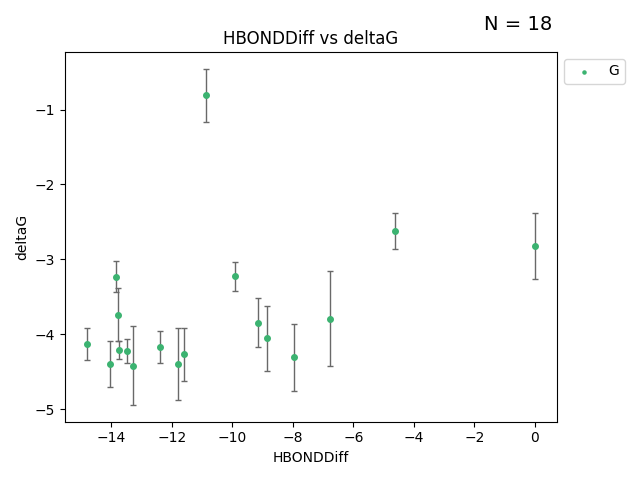 N = 18
HBONDDiff vs deltaG
G
deltaG
−1
−2
−3
−4
−5
−14
−12
−10
−8
−6
−4
−2
0
HBONDDiff